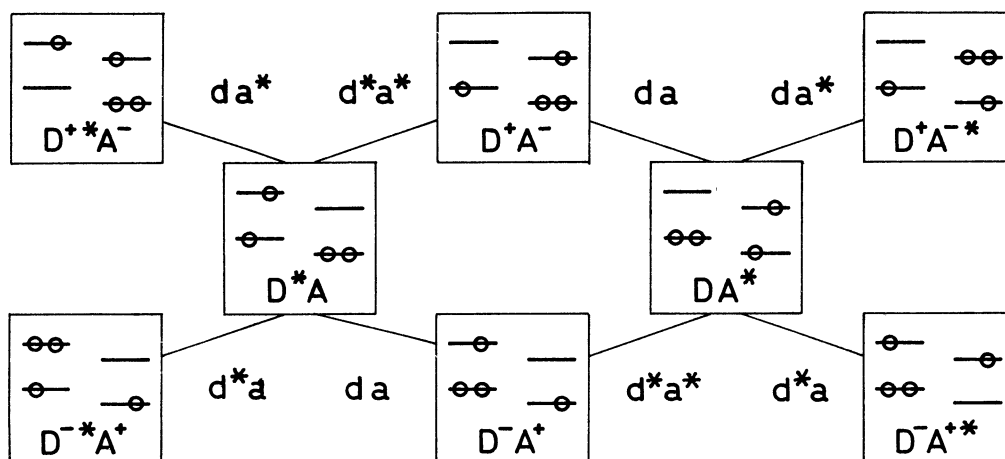 da* d*a* da da*
D⁺*A⁻ D⁺A⁻ D⁺A⁻*
D*A DA*
d*a da d*a* d*a
D⁻*A⁺ D⁻A⁺ D⁻A⁺*